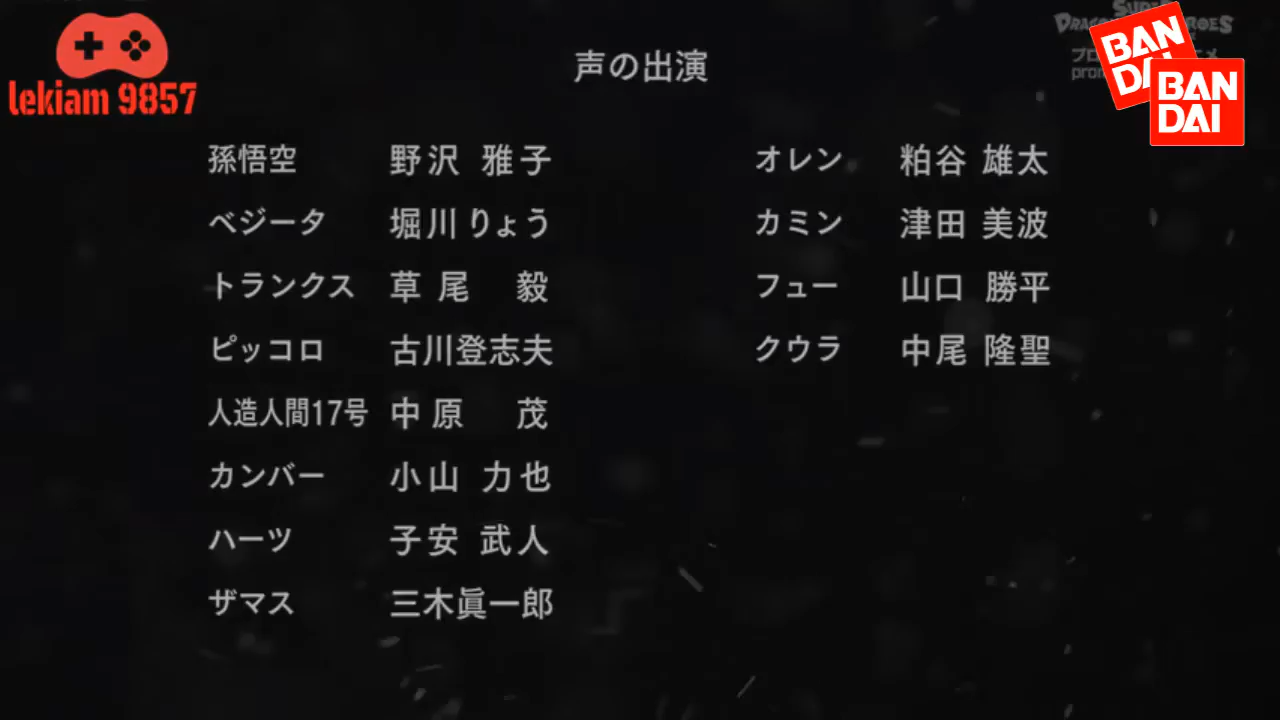 lekiam 9857
SUPER
DRAGON
BAN
DAI
BAN
DAI
声の出演
孫悟空 野沢 雅子
ベジータ 堀川 りょう
トランクス 草尾 毅
ピッコロ 古川登志夫
人造人間17号 中原 茂
カンバー 小山 力也
ハーツ 子安 武人
ザマス 三木眞一郎
オレン 粕谷 雄太
カミン 津田 美波
フュー 山口 勝平
クウラ 中尾 隆聖